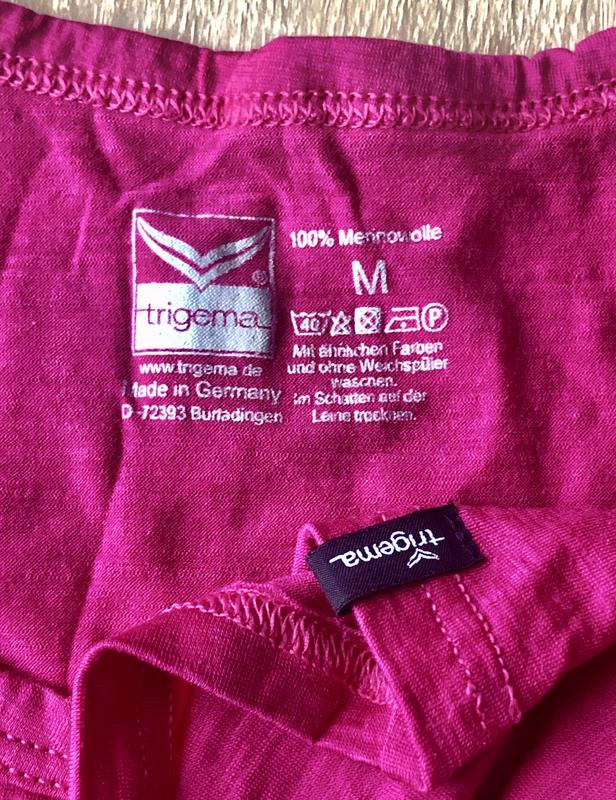 trigema
®
www.trigema.de
Made in Germany
D-72393 Burladingen
100% Merinowolle
M
40 P
Mit ähnlichen Farben
und ohne Weichspüler
waschen.
Im Schatten auf der
Leine trocknen.
trigema